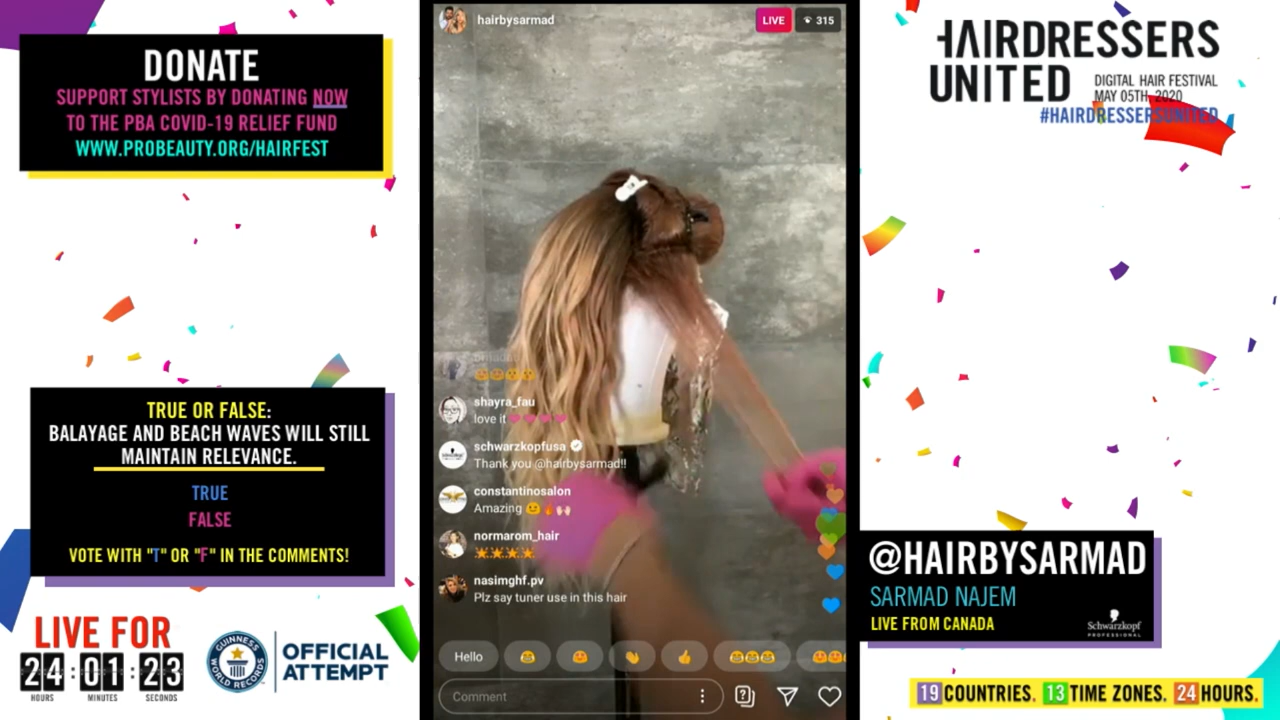 DONATE
SUPPORT STYLISTS BY DONATING NOW
TO THE PBA COVID-19 RELIEF FUND
WWW.PROBEAUTY.ORG/HAIRFEST
TRUE OR FALSE:
BALAYAGE AND BEACH WAVES WILL STILL
MAINTAIN RELEVANCE.
TRUE
FALSE
VOTE WITH "T" OR "F" IN THE COMMENTS!
LIVE FOR
24:01:23
HOURS MINUTES SECONDS
GUINNESS WORLD RECORDS
OFFICIAL
ATTEMPT
hairbysarmad
LIVE
315
shayra_fau
love it 💗💗💗💗
schwarzkopfusa
Thank you @hairbysarmad!!
constantinosalon
Amazing 😍🔥🙌🏻
normarom_hair
💥💥💥💥
nasimghf.pv
Plz say tuner use in this hair
Hello
Comment
HAIRDRESSERS
UNITED
DIGITAL HAIR FESTIVAL
MAY 05TH, 2020
#HAIRDRESSERSUNITED
@HAIRBYSARMAD
SARMAD NAJEM
LIVE FROM CANADA
Schwarzkopf
PROFESSIONAL
19 COUNTRIES. 13 TIME ZONES. 24 HOURS.